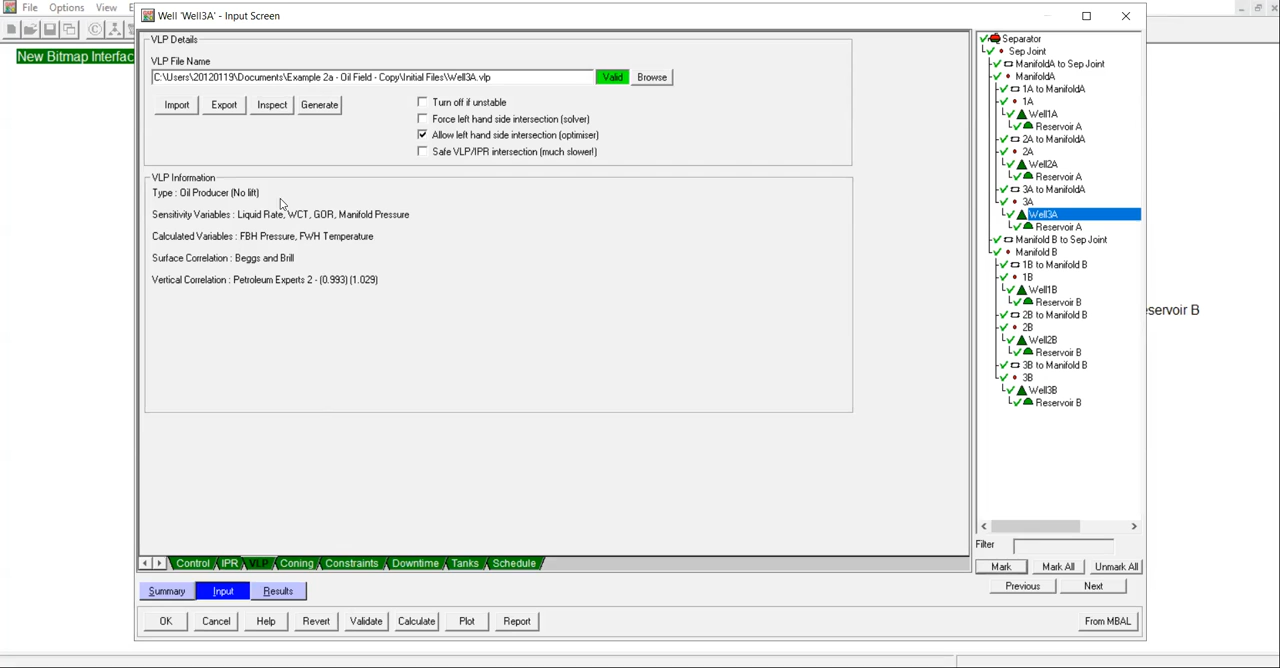 Well 'Well3A' - Input Screen
File Options View
New Bitmap Interfac
VLP Details
VLP File Name
C:\Users\20120119\Documents\Example 2a - Oil Field - Copy\Initial Files\Well3A.vlp
Valid
Browse
Import Export Inspect Generate
Turn off if unstable
Force left hand side intersection (solver)
Allow left hand side intersection (optimiser)
Safe VLP/IPR intersection (much slower!)
VLP Information
Type : Oil Producer (No lift)
Sensitivity Variables : Liquid Rate, WCT, GOR, Manifold Pressure
Calculated Variables : FBH Pressure, FWH Temperature
Surface Correlation : Beggs and Brill
Vertical Correlation : Petroleum Experts 2 - (0.993) (1.029)
Control IPR VLP Coning Constraints Downtime Tanks Schedule
Summary Input Results
OK Cancel Help Revert Validate Calculate Plot Report From MBAL
Separator
Sep Joint
ManifoldA to Sep Joint
ManifoldA
1A to ManifoldA
1A
Well1A
Reservoir A
2A to ManifoldA
2A
Well2A
Reservoir A
3A to ManifoldA
3A
Well3A
Reservoir A
Manifold B to Sep Joint
Manifold B
1B to Manifold B
1B
Well1B
Reservoir B
2B to Manifold B
2B
Well2B
Reservoir B
3B to Manifold B
3B
Well3B
Reservoir B
Filter
Mark Mark All Unmark All
Previous Next
eservoir B